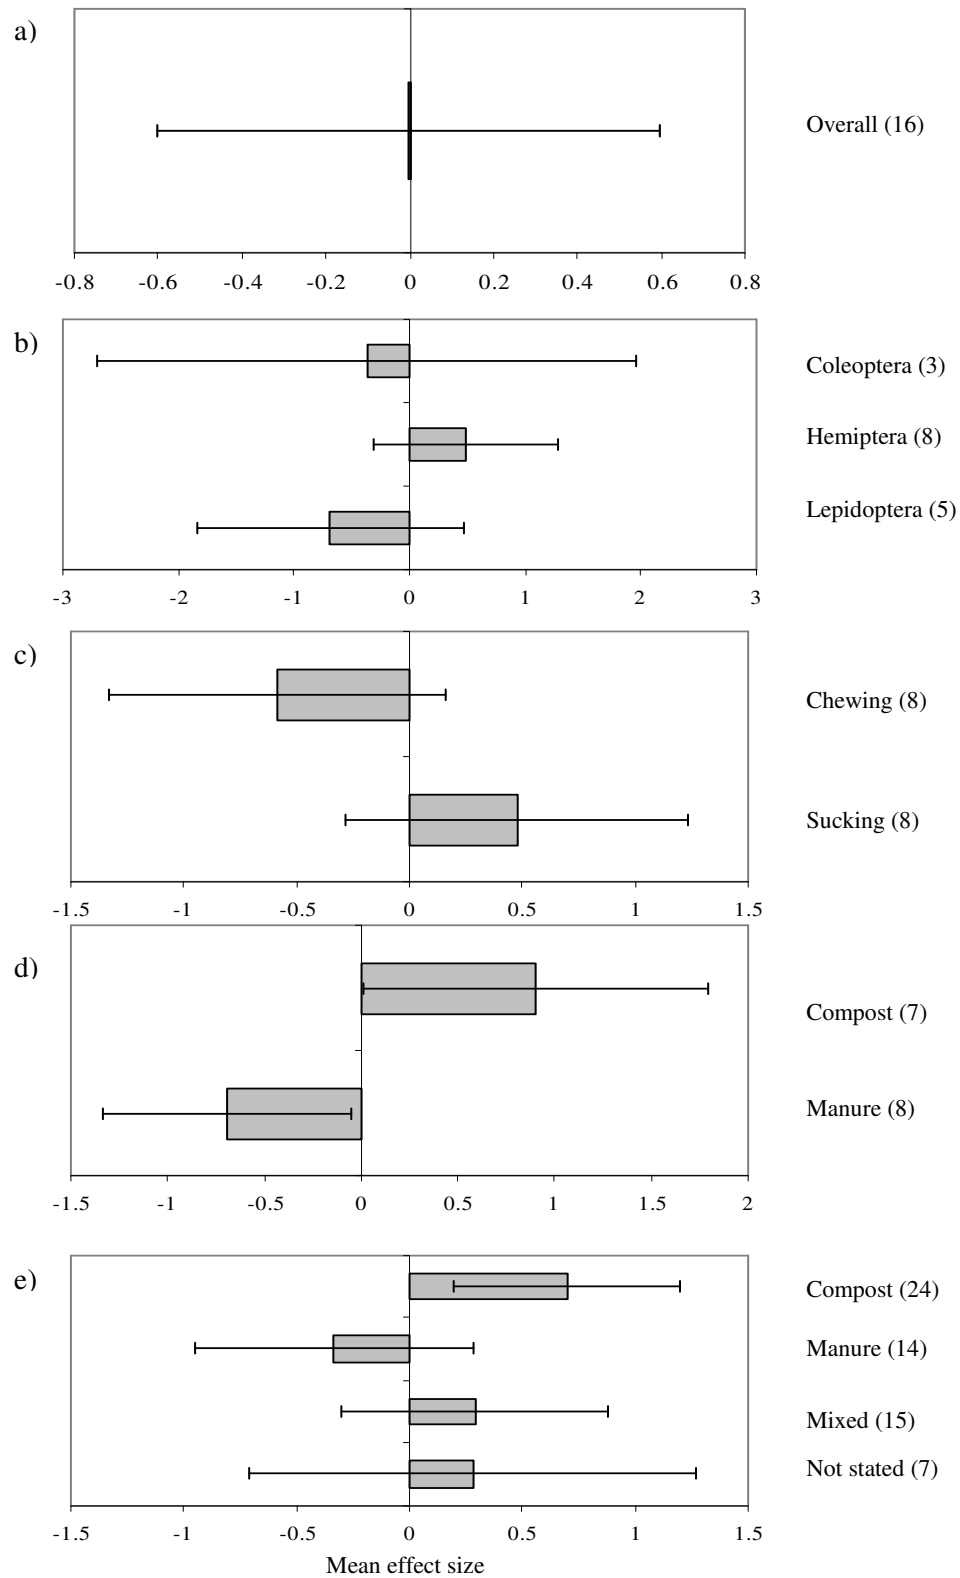 a)
Overall (16)
-0.8 -0.6 -0.4 -0.2 0 0.2 0.4 0.6 0.8
b)
Coleoptera (3)
Hemiptera (8)
Lepidoptera (5)
-3 -2 -1 0 1 2 3
c)
Chewing (8)
Sucking (8)
-1.5 -1 -0.5 0 0.5 1 1.5
d)
Compost (7)
Manure (8)
-1.5 -1 -0.5 0 0.5 1 1.5 2
e)
Compost (24)
Manure (14)
Mixed (15)
Not stated (7)
-1.5 -1 -0.5 0 0.5 1 1.5
Mean effect size